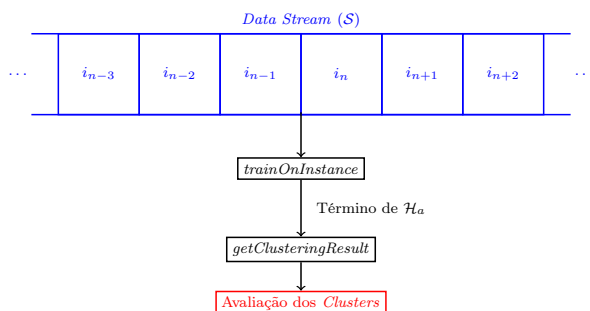 Data Stream (𝒮)
… i_{n−3} i_{n−2} i_{n−1} i_n i_{n+1} i_{n+2} ‥
trainOnInstance
Término de ℋ_a
getClusteringResult
Avaliação dos Clusters